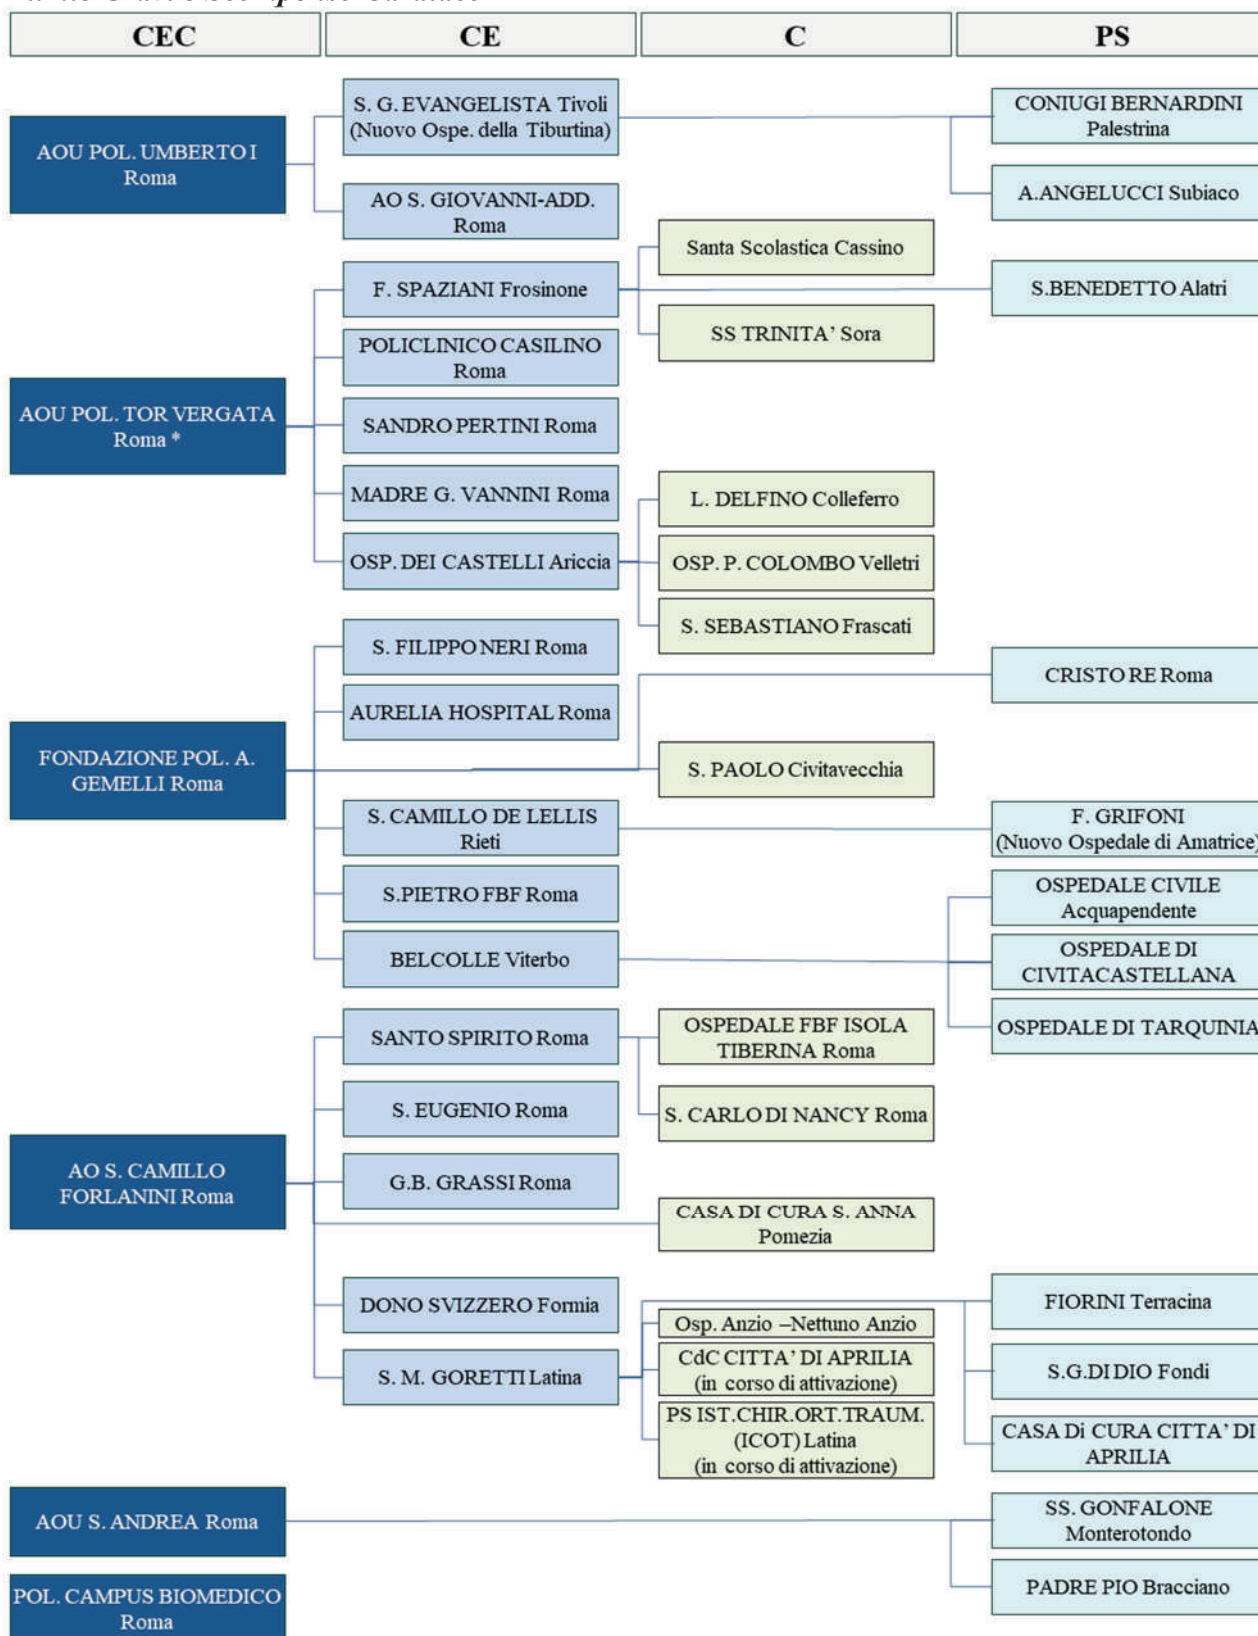 CEC
CE
C
PS
AOU POL. UMBERTO I
Roma
S. G. EVANGELISTA Tivoli
(Nuovo Ospe. della Tiburtina)
CONIUGI BERNARDINI
Palestrina
A.ANGELUCCI Subiaco
AO S. GIOVANNI-ADD.
Roma
AOU POL. TOR VERGATA
Roma *
F. SPAZIANI Frosinone
Santa Scolastica Cassino
S.BENEDETTO Alatri
SS TRINITA’ Sora
POLICLINICO CASILINO
Roma
SANDRO PERTINI Roma
MADRE G. VANNINI Roma
OSP. DEI CASTELLI Ariccia
L. DELFINO Colleferro
OSP. P. COLOMBO Velletri
S. SEBASTIANO Frascati
FONDAZIONE POL. A.
GEMELLI Roma
S. FILIPPO NERI Roma
AURELIA HOSPITAL Roma
CRISTO RE Roma
S. PAOLO Civitavecchia
S. CAMILLO DE LELLIS
Rieti
F. GRIFONI
(Nuovo Ospedale di Amatrice)
S.PIETRO FBF Roma
BELCOLLE Viterbo
OSPEDALE CIVILE
Acquapendente
OSPEDALE DI
CIVITACASTELLANA
OSPEDALE DI TARQUINIA
AO S. CAMILLO
FORLANINI Roma
SANTO SPIRITO Roma
OSPEDALE FBF ISOLA
TIBERINA Roma
S. CARLO DI NANCY Roma
S. EUGENIO Roma
G.B. GRASSI Roma
CASA DI CURA S. ANNA
Pomezia
DONO SVIZZERO Formia
S. M. GORETTI Latina
Osp. Anzio –Nettuno Anzio
CdC CITTA’ DI APRILIA
(in corso di attivazione)
PS IST.CHIR.ORT.TRAUM.
(ICOT) Latina
(in corso di attivazione)
FIORINI Terracina
S.G.DI DIO Fondi
CASA Di CURA CITTA’ DI
APRILIA
AOU S. ANDREA Roma
SS. GONFALONE
Monterotondo
PADRE PIO Bracciano
POL. CAMPUS BIOMEDICO
Roma